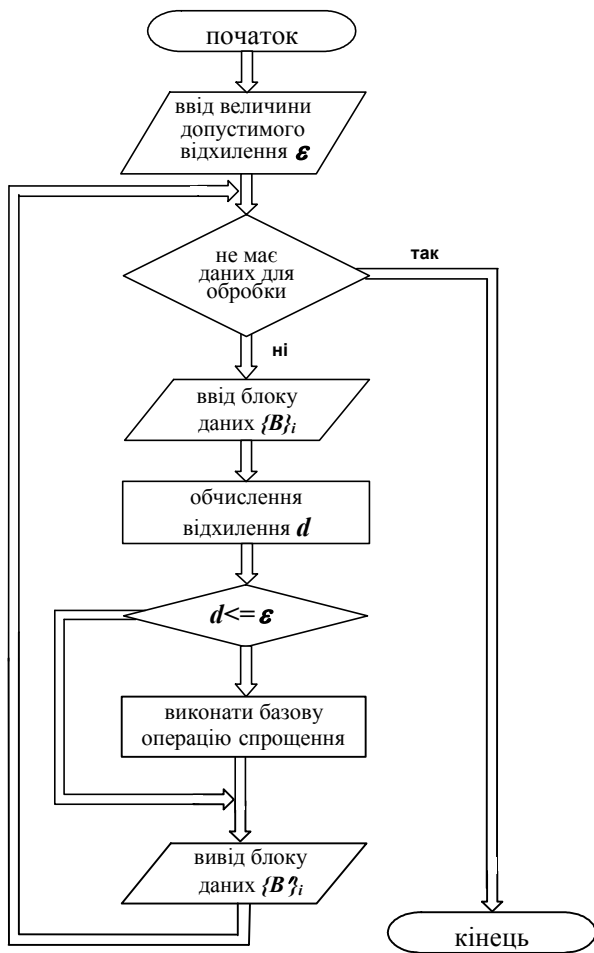 початок
ввід величини
допустимого
відхилення ε
не має
даних для
обробки
так
ні
ввід блоку
даних {B}i
обчислення
відхилення d
d<= ε
виконати базову
операцію спрощення
вивід блоку
даних {B'}i
кінець